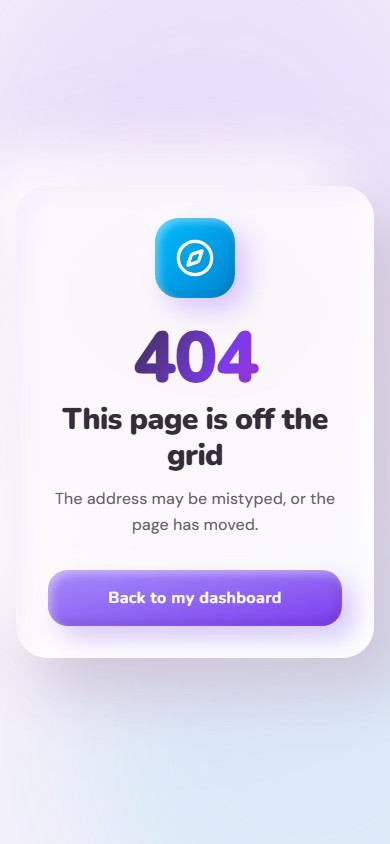 404
This page is off the
grid
The address may be mistyped, or the
page has moved.
Back to my dashboard